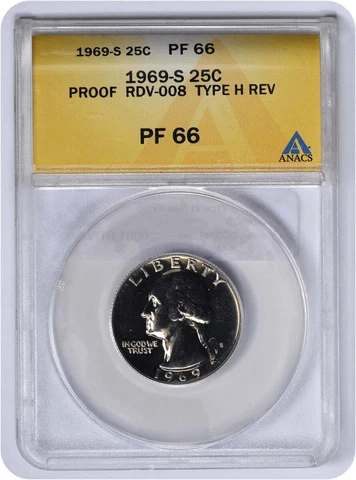 1969-S 25C PF 66
1969-S 25C
PROOF RDV-008 TYPE H REV
PF 66
ANACS
LIBERTY
IN GOD WE
TRUST
S
1969